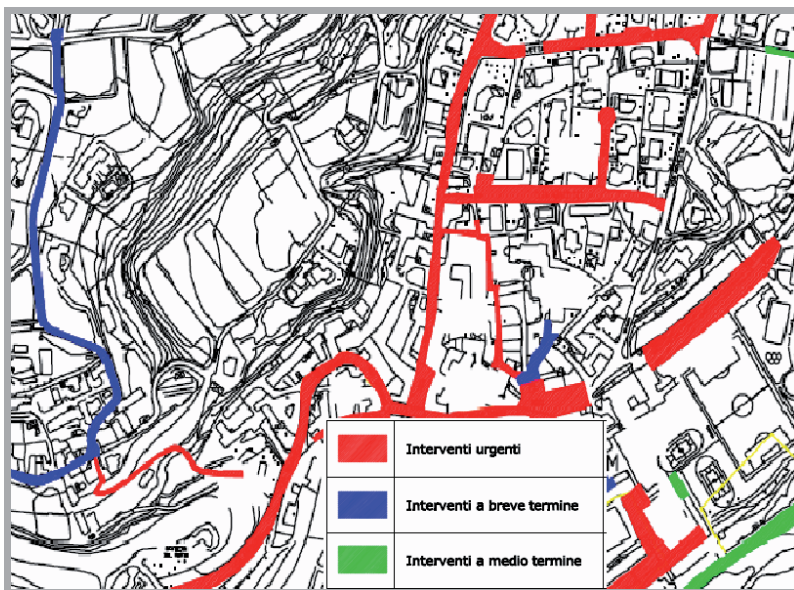 Interventi urgenti
Interventi a breve termine
Interventi a medio termine